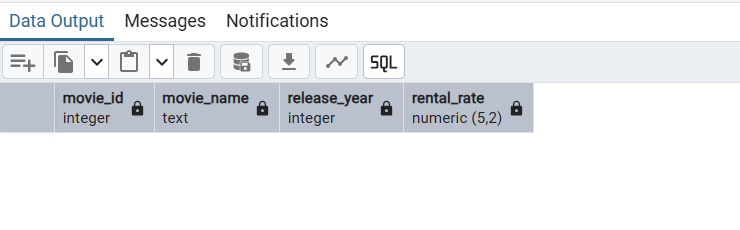 Data Output Messages Notifications
SQL
movie_id movie_name release_year rental_rate
integer text integer numeric (5,2)